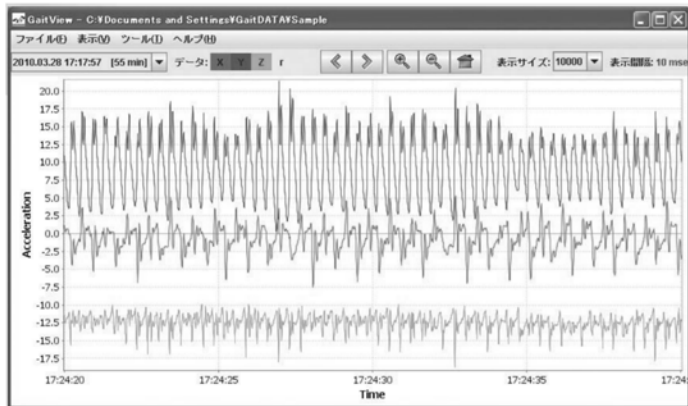 GaitView - C:¥Documents and Settings¥GaitDATA¥Sample
ファイル(F) 表示(V) ツール(T) ヘルプ(H)
2010.03.28 17:17:57 [55 min] データ: X Y Z r 表示サイズ: 10000 表示間隔: 10 mse
20.0
17.5
15.0
12.5
10.0
7.5
5.0
2.5
0.0
-2.5
-5.0
-7.5
-10.0
-12.5
-15.0
-17.5
Acceleration
17:24:20 17:24:25 17:24:30 17:24:35 17:24:
Time